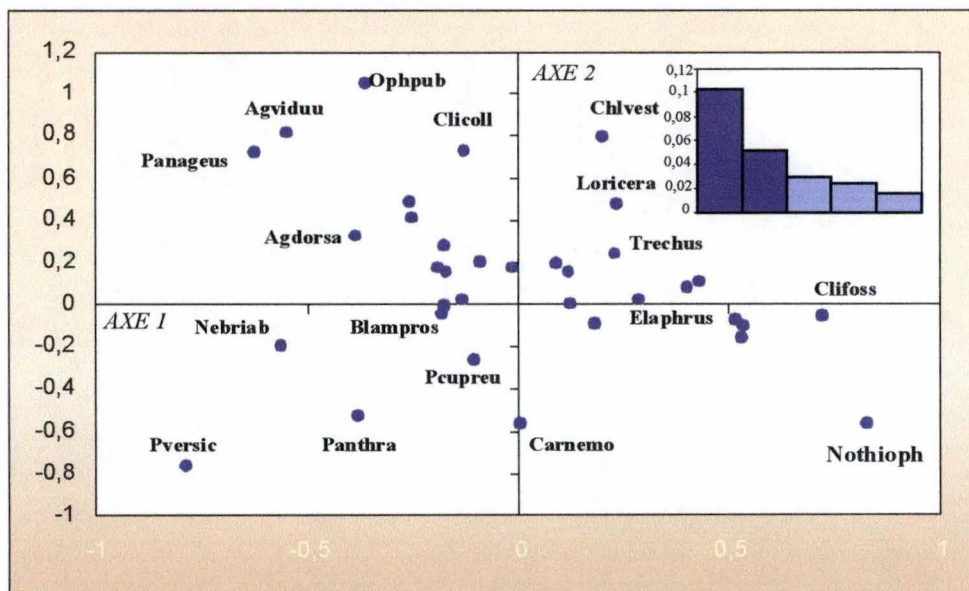 1,2
1
0,8
0,6
0,4
0,2
0
-0,2
-0,4
-0,6
-0,8
-1
-1
-0,5
0
0,5
1
AXE 2
AXE 1
Ophpub
Agviduu
Clicoll
Panageus
Agdorsa
Chlvest
Loricera
Trechus
Clifoss
Nebriab
Blampros
Elaphrus
Pcupreu
Pversic
Panthra
Carnemo
Nothioph
0,12
0,1
0,08
0,06
0,04
0,02
0